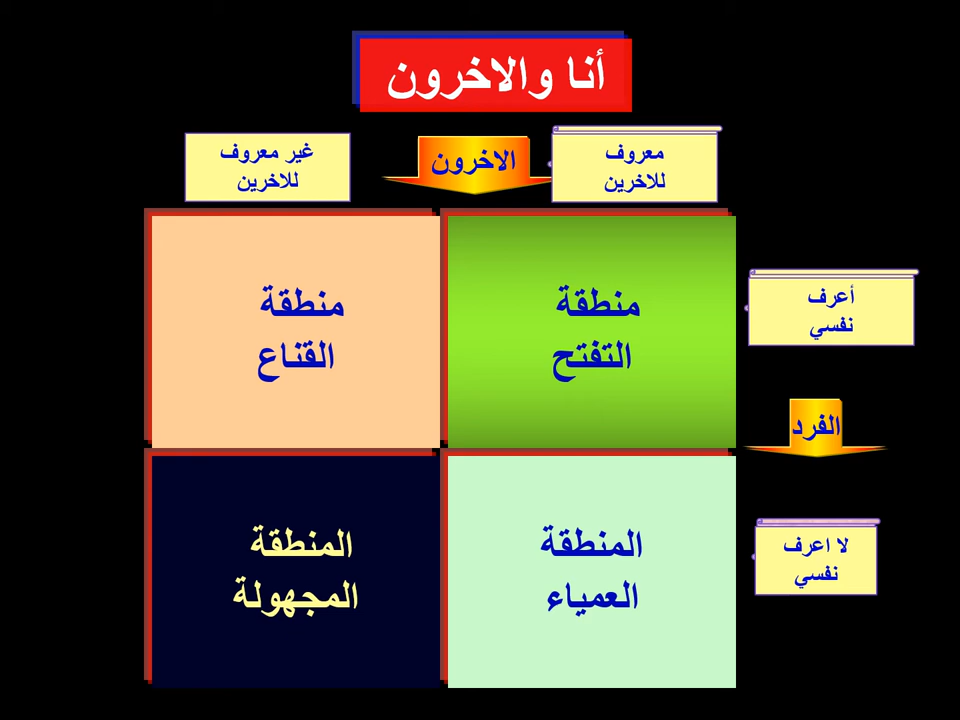 أنا والاخرون
معروف
للاخرين
الاخرون
غير معروف
للاخرين
أعرف
نفسي
منطقة
التفتح
منطقة
القناع
الفرد
لا اعرف
نفسي
المنطقة
العمياء
المنطقة
المجهولة